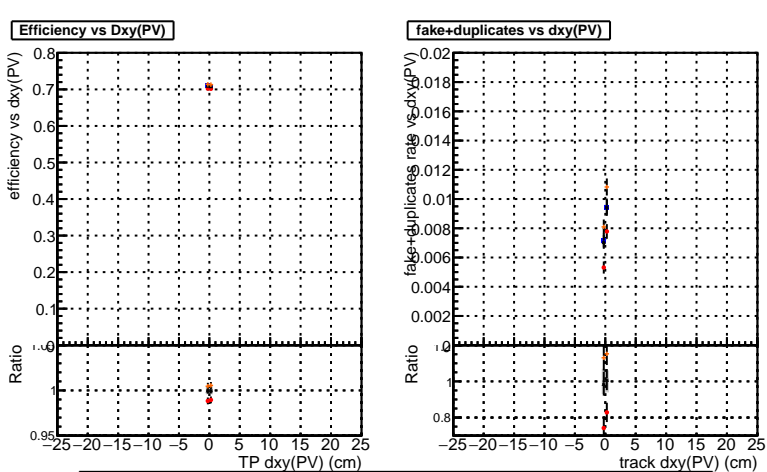 Efficiency vs Dxy(PV)
efficiency vs dxy(PV)
0.8
0.7
0.6
0.5
0.4
0.3
0.2
0.1
0
Ratio
1
0.95
−25 −20 −15 −10 −5 0 5 10 15 20 25
TP dxy(PV) (cm)
fake+duplicates vs dxy(PV)
fake+duplicates rate vs dxy(PV)
0.02
0.018
0.016
0.014
0.012
0.01
0.008
0.006
0.004
0.002
0
Ratio
1
0.8
−25 −20 −15 −10 −5 0 5 10 15 20 25
track dxy(PV) (cm)